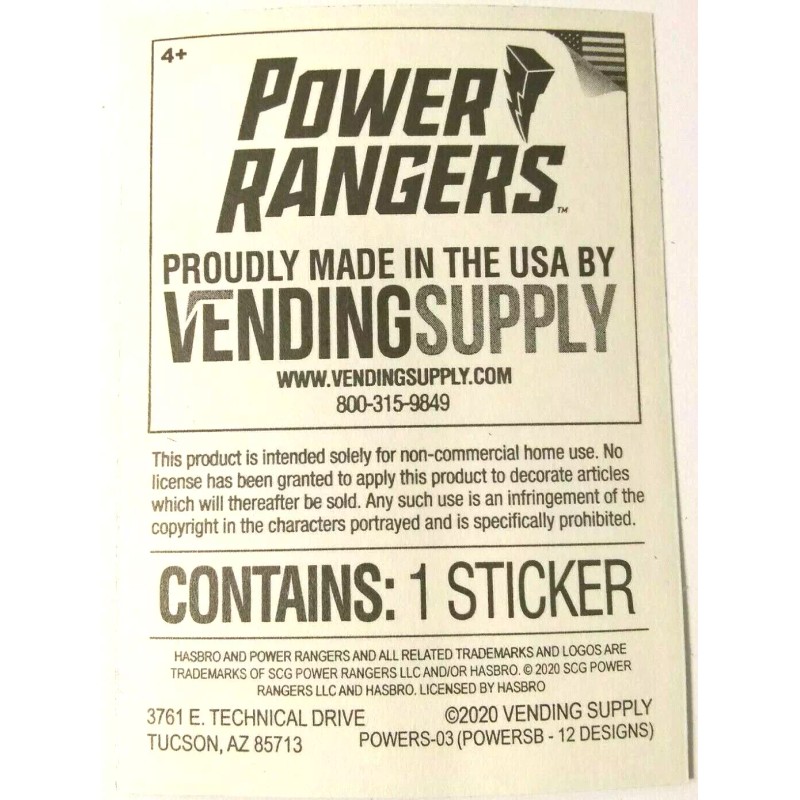 4+
POWER
RANGERS™
PROUDLY MADE IN THE USA BY
VENDINGSUPPLY
WWW.VENDINGSUPPLY.COM
800-315-9849
This product is intended solely for non-commercial home use. No
license has been granted to apply this product to decorate articles
which will thereafter be sold. Any such use is an infringement of the
copyright in the characters portrayed and is specifically prohibited.
CONTAINS: 1 STICKER
HASBRO AND POWER RANGERS AND ALL RELATED TRADEMARKS AND LOGOS ARE
TRADEMARKS OF SCG POWER RANGERS LLC AND/OR HASBRO. © 2020 SCG POWER
RANGERS LLC AND HASBRO. LICENSED BY HASBRO
3761 E. TECHNICAL DRIVE ©2020 VENDING SUPPLY
TUCSON, AZ 85713 POWERS-03 (POWERSB - 12 DESIGNS)